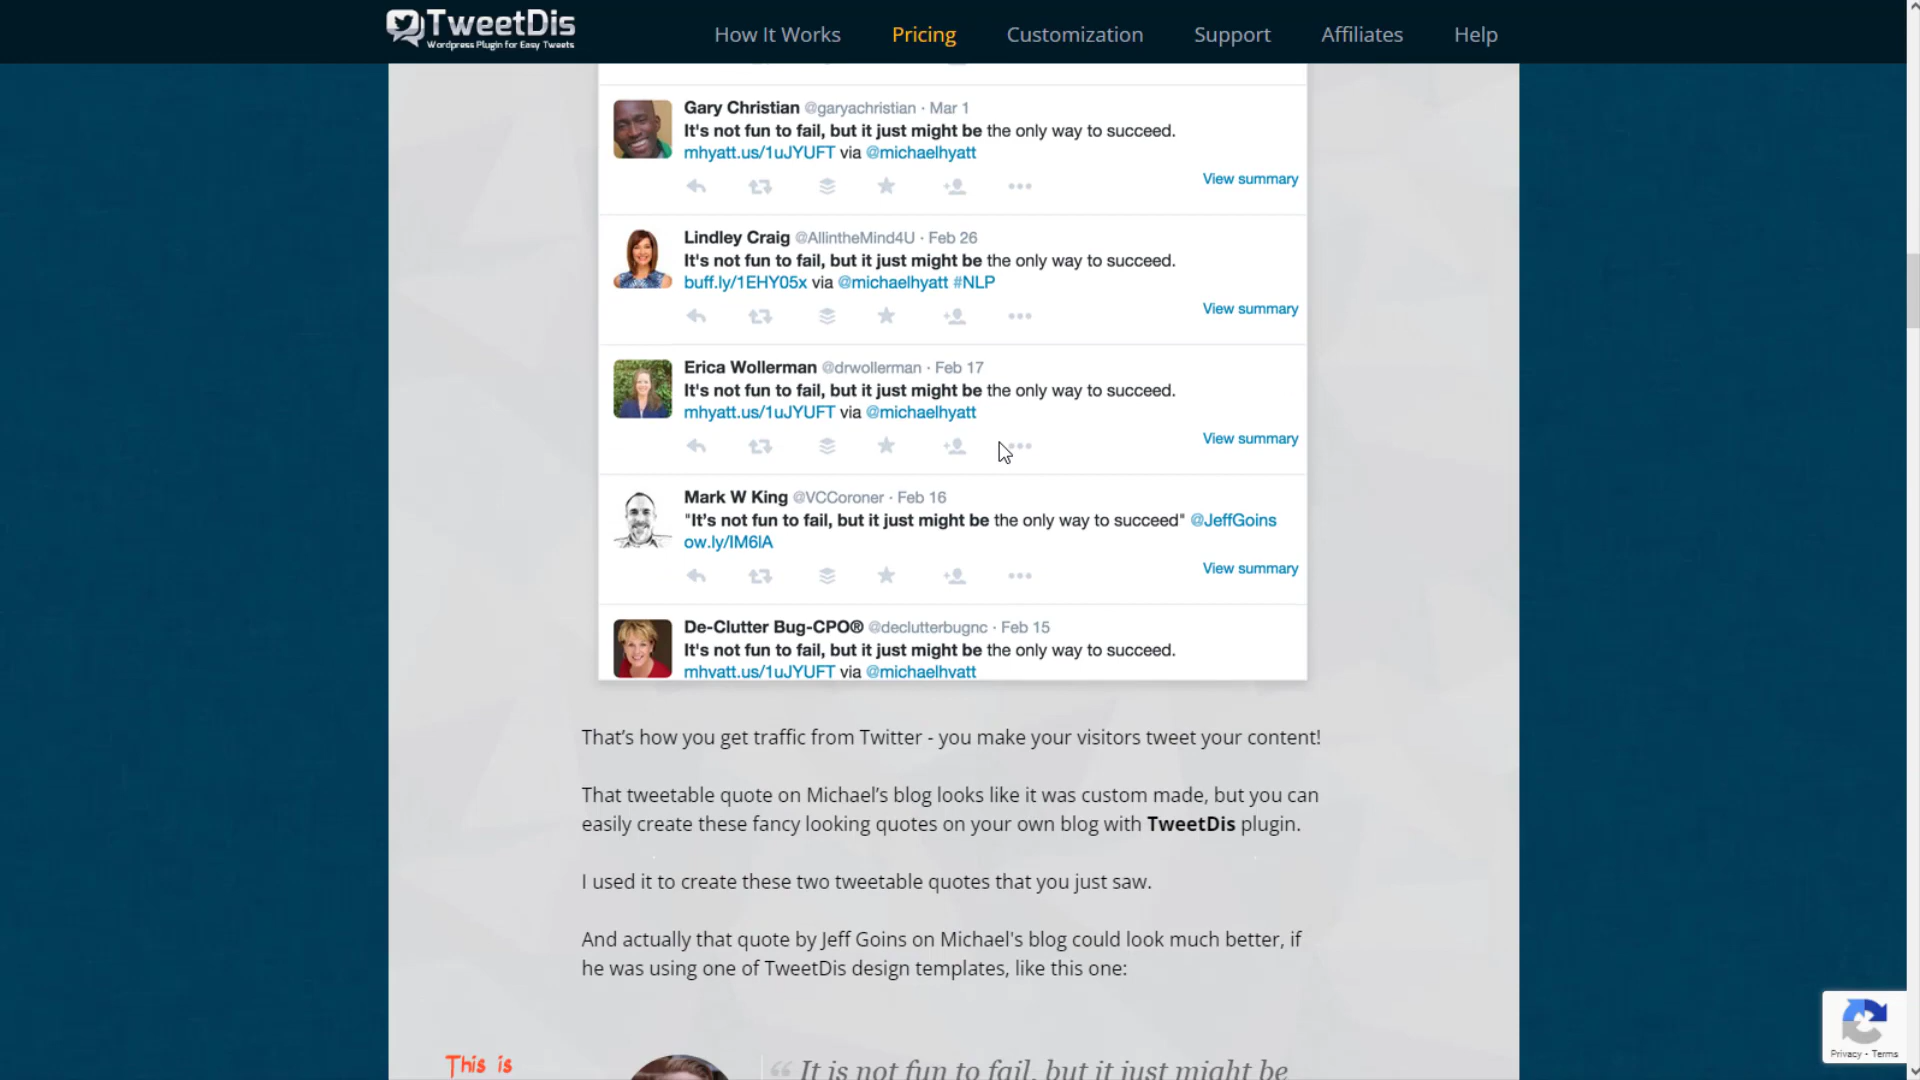 TweetDis
Wordpress Plugin for Easy Tweets
How It Works
Pricing
Customization
Support
Affiliates
Help
Gary Christian @garyachristian · Mar 1
It's not fun to fail, but it just might be the only way to succeed.
mhyatt.us/1uJYUFT via @michaelhyatt
View summary
Lindley Craig @AllintheMind4U · Feb 26
It's not fun to fail, but it just might be the only way to succeed.
buff.ly/1EHY05x via @michaelhyatt #NLP
View summary
Erica Wollerman @drwollerman · Feb 17
It's not fun to fail, but it just might be the only way to succeed.
mhyatt.us/1uJYUFT via @michaelhyatt
View summary
Mark W King @VCCoroner · Feb 16
"It's not fun to fail, but it just might be the only way to succeed" @JeffGoins
ow.ly/IM6lA
View summary
De-Clutter Bug-CPO® @declutterbugnc · Feb 15
It's not fun to fail, but it just might be the only way to succeed.
mhyatt.us/1uJYUFT via @michaelhyatt
That's how you get traffic from Twitter - you make your visitors tweet your content!
That tweetable quote on Michael's blog looks like it was custom made, but you can
easily create these fancy looking quotes on your own blog with TweetDis plugin.
I used it to create these two tweetable quotes that you just saw.
And actually that quote by Jeff Goins on Michael's blog could look much better, if
he was using one of TweetDis design templates, like this one:
This is
“ It is not fun to fail, but it just might be
Privacy - Terms